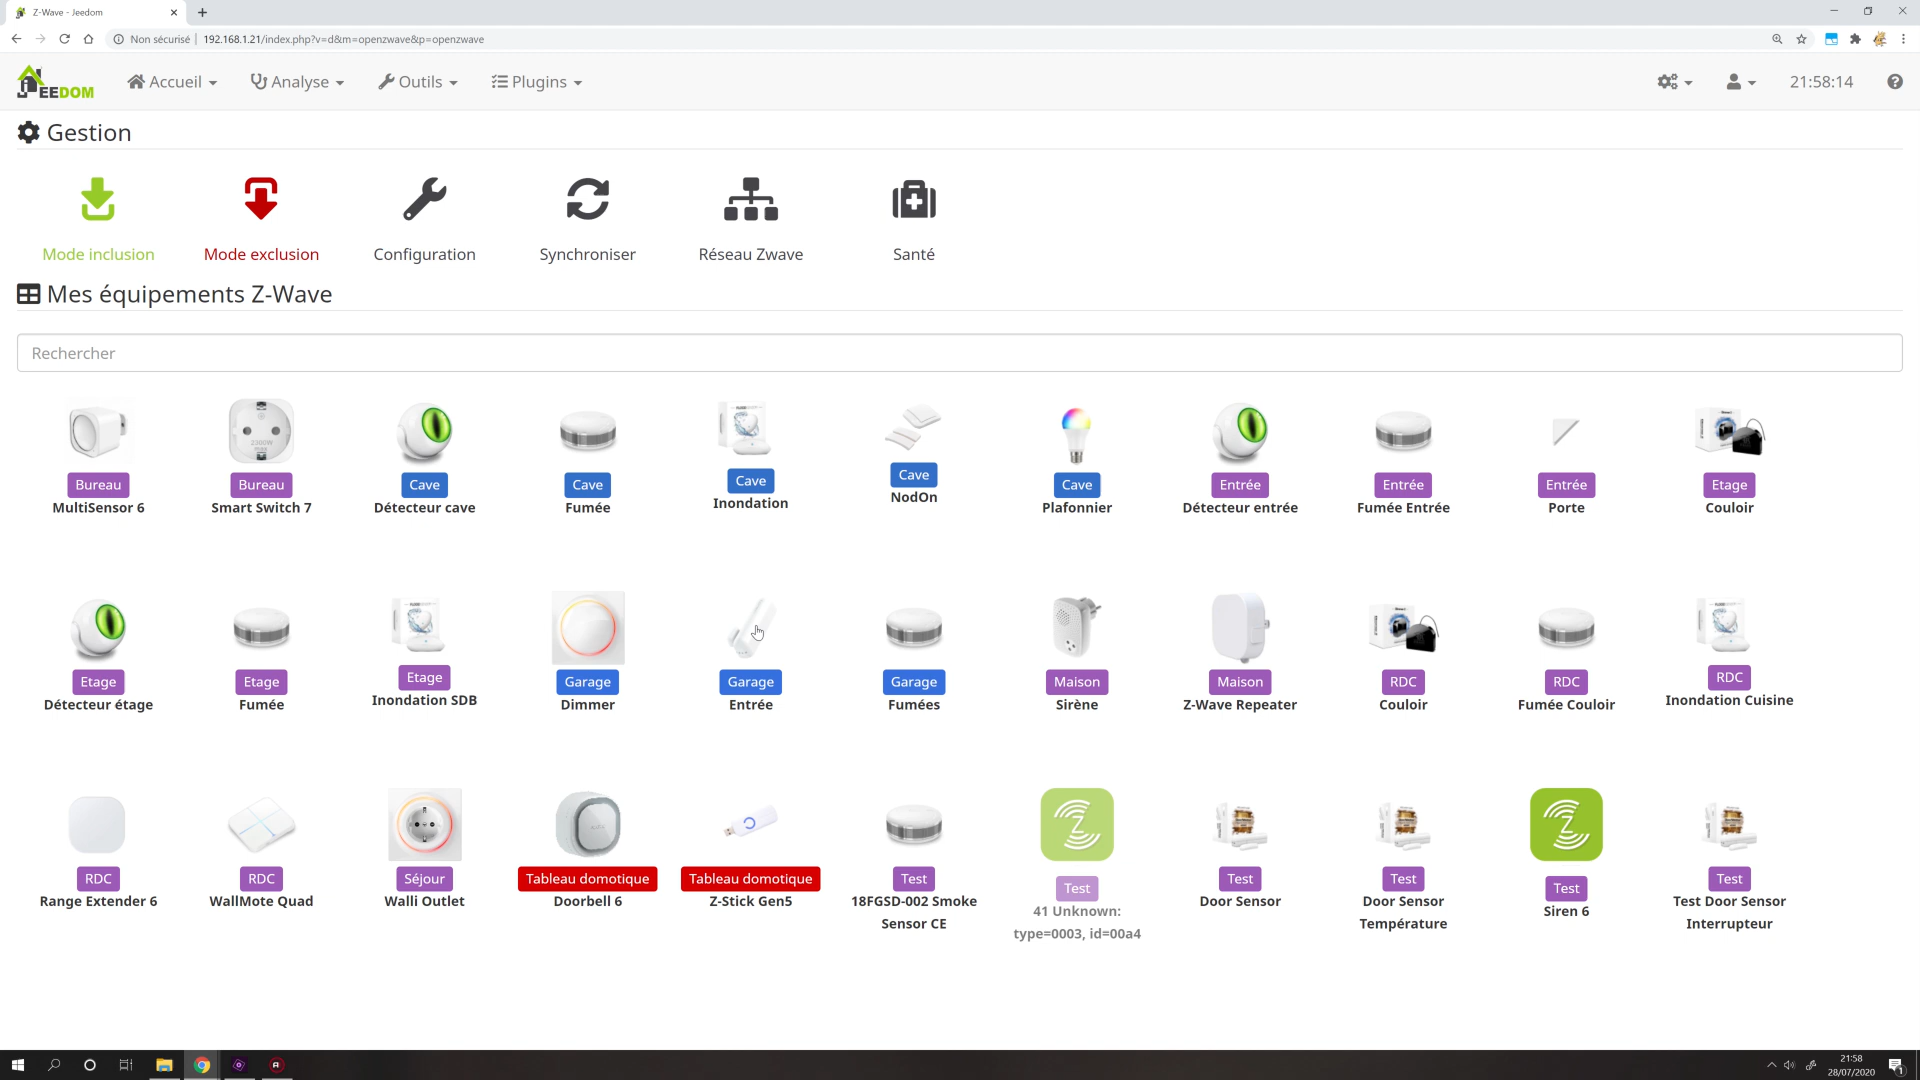 Z-Wave - Jeedom
Non sécurisé | 192.168.1.21/index.php?v=d&m=openzwave&p=openzwave
JEEDOM Accueil Analyse Outils Plugins 21:58:14
Gestion
Mode inclusion Mode exclusion Configuration Synchroniser Réseau Zwave Santé
Mes équipements Z-Wave
Rechercher
2300W
max
Bureau Bureau Cave Cave Cave Cave Cave Entrée Entrée Entrée Etage
MultiSensor 6 Smart Switch 7 Détecteur cave Fumée Inondation NodOn Plafonnier Détecteur entrée Fumée Entrée Porte Couloir
Etage Etage Etage Garage Garage Garage Maison Maison RDC RDC RDC
Détecteur étage Fumée Inondation SDB Dimmer Entrée Fumées Sirène Z-Wave Repeater Couloir Fumée Couloir Inondation Cuisine
RDC RDC Séjour Tableau domotique Tableau domotique Test Test Test Test Test Test
Range Extender 6 WallMote Quad Walli Outlet Doorbell 6 Z-Stick Gen5 18FGSD-002 Smoke 41 Unknown: Door Sensor Door Sensor Siren 6 Test Door Sensor
Sensor CE type=0003, id=00a4 Température Interrupteur
21:58
28/07/2020
1